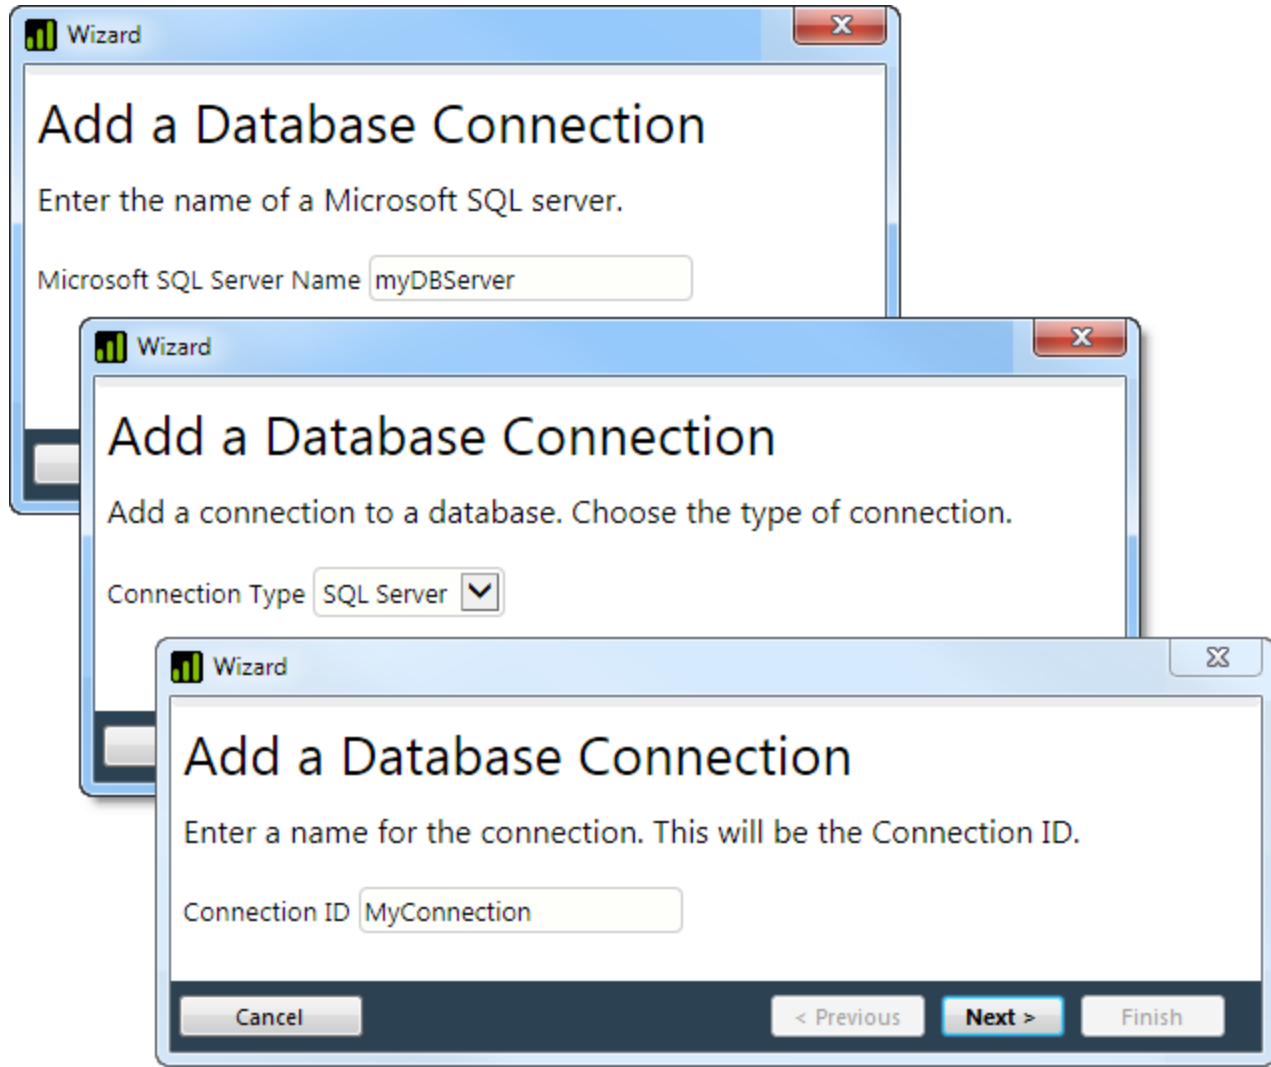 Wizard
Add a Database Connection
Enter the name of a Microsoft SQL server.
Microsoft SQL Server Name myDBServer
Wizard
Add a Database Connection
Add a connection to a database. Choose the type of connection.
Connection Type SQL Server
Wizard
Add a Database Connection
Enter a name for the connection. This will be the Connection ID.
Connection ID MyConnection
Cancel < Previous Next > Finish